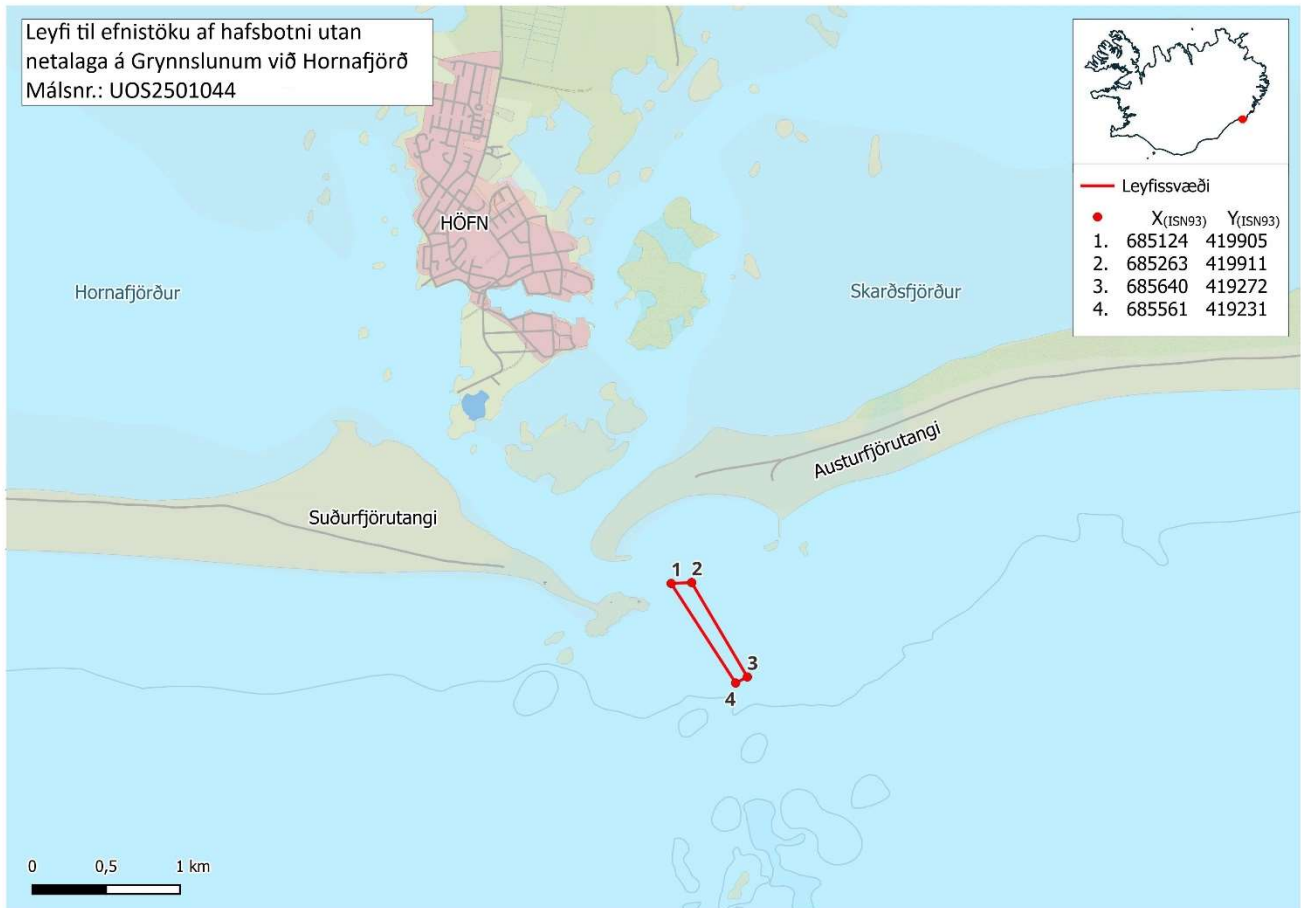 Leyfi til efnistöku af hafsbotni utan
netalaga á Grynnslunum við Hornafjörð
Málsnr.: UOS2501044
Leyfissvæði
X(ISN93) Y(ISN93)
1. 685124 419905
2. 685263 419911
3. 685640 419272
4. 685561 419231
HÖFN
Hornafjörður
Skarðsfjörður
Austurfjörutangi
Suðurfjörutangi
1 2
3
4
0 0,5 1 km